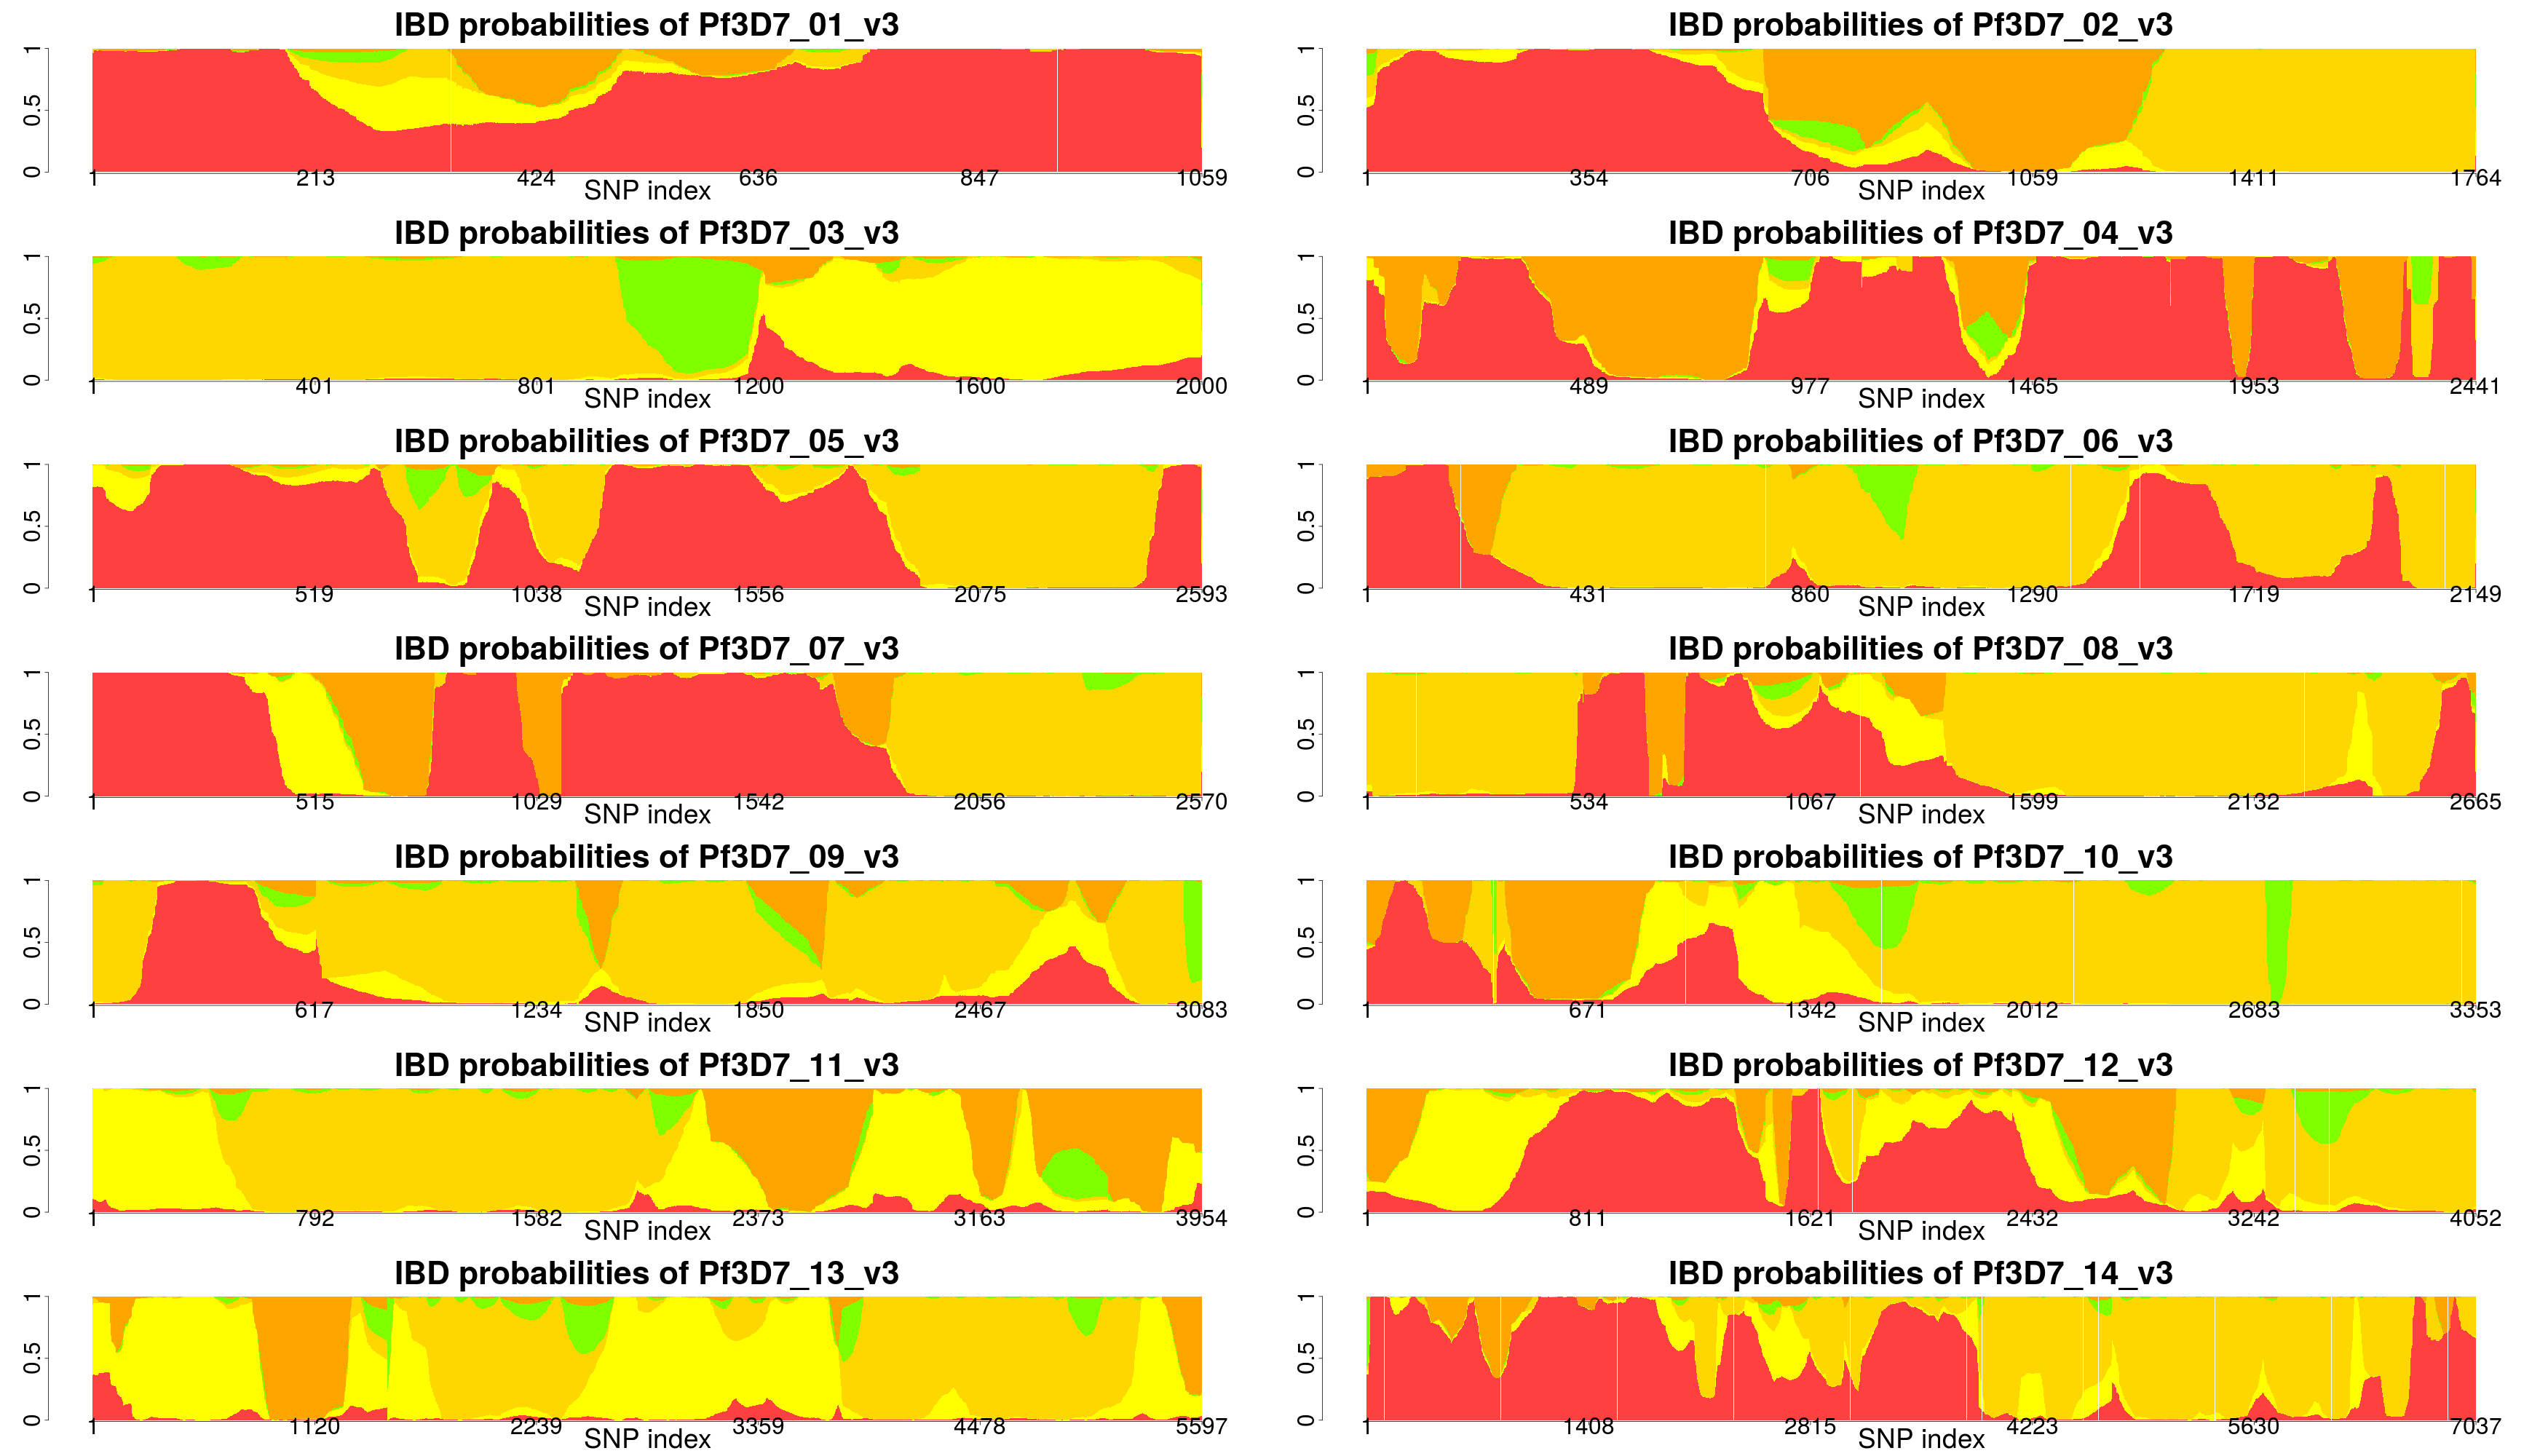 IBD probabilities of Pf3D7_01_v3
0 0.5 1
1 213 424 636 847 1059
SNP index
IBD probabilities of Pf3D7_02_v3
0 0.5 1
1 354 706 1059 1411 1764
SNP index
IBD probabilities of Pf3D7_03_v3
0 0.5 1
1 401 801 1200 1600 2000
SNP index
IBD probabilities of Pf3D7_04_v3
0 0.5 1
1 489 977 1465 1953 2441
SNP index
IBD probabilities of Pf3D7_05_v3
0 0.5 1
1 519 1038 1556 2075 2593
SNP index
IBD probabilities of Pf3D7_06_v3
0 0.5 1
1 431 860 1290 1719 2149
SNP index
IBD probabilities of Pf3D7_07_v3
0 0.5 1
1 515 1029 1542 2056 2570
SNP index
IBD probabilities of Pf3D7_08_v3
0 0.5 1
1 534 1067 1599 2132 2665
SNP index
IBD probabilities of Pf3D7_09_v3
0 0.5 1
1 617 1234 1850 2467 3083
SNP index
IBD probabilities of Pf3D7_10_v3
0 0.5 1
1 671 1342 2012 2683 3353
SNP index
IBD probabilities of Pf3D7_11_v3
0 0.5 1
1 792 1582 2373 3163 3954
SNP index
IBD probabilities of Pf3D7_12_v3
0 0.5 1
1 811 1621 2432 3242 4052
SNP index
IBD probabilities of Pf3D7_13_v3
0 0.5 1
1 1120 2239 3359 4478 5597
SNP index
IBD probabilities of Pf3D7_14_v3
0 0.5 1
1 1408 2815 4223 5630 7037
SNP index